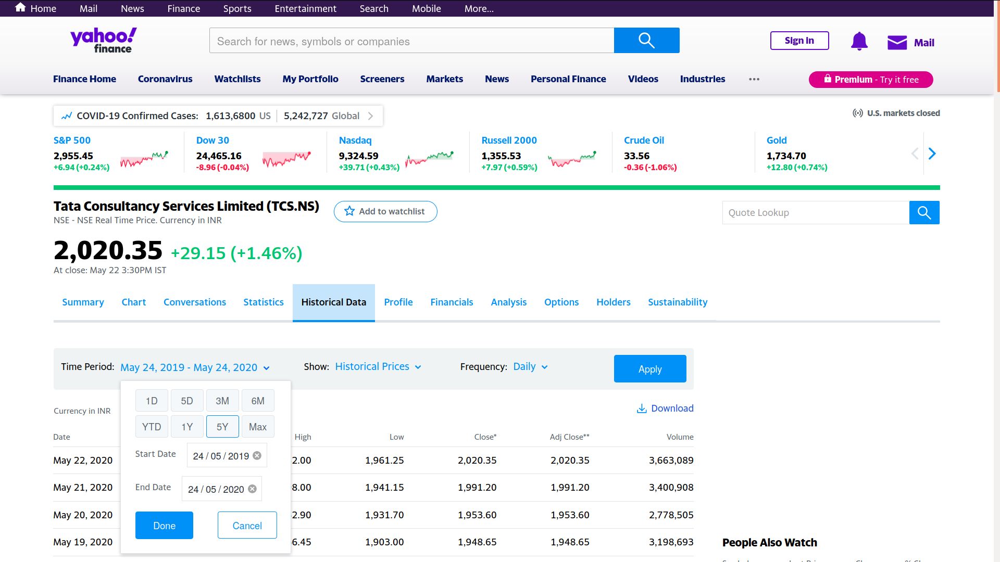 Home Mail News Finance Sports Entertainment Search Mobile More...
yahoo!
finance
Search for news, symbols or companies
Sign in
Mail
Finance Home Coronavirus Watchlists My Portfolio Screeners Markets News Personal Finance Videos Industries ••• Premium - Try it free
COVID-19 Confirmed Cases: 1,613,6800 US 5,242,727 Global
U.S. markets closed
S&P 500 Dow 30 Nasdaq Russell 2000 Crude Oil Gold
2,955.45 24,465.16 9,324.59 1,355.53 33.56 1,734.70
+6.94 (+0.24%) -8.96 (-0.04%) +39.71 (+0.43%) +7.97 (+0.59%) -0.36 (-1.06%) +12.80 (+0.74%)
Tata Consultancy Services Limited (TCS.NS)
Add to watchlist
Quote Lookup
NSE - NSE Real Time Price. Currency in INR
2,020.35 +29.15 (+1.46%)
At close: May 22 3:30PM IST
Summary Chart Conversations Statistics Historical Data Profile Financials Analysis Options Holders Sustainability
Time Period: May 24, 2019 - May 24, 2020 Show: Historical Prices Frequency: Daily Apply
1D 5D 3M 6M
YTD 1Y 5Y Max
Start Date 24 / 05 / 2019
End Date 24 / 05 / 2020
Done Cancel
Currency in INR Download
Date High Low Close* Adj Close** Volume
May 22, 2020 2.00 1,961.25 2,020.35 2,020.35 3,663,089
May 21, 2020 8.00 1,941.15 1,991.20 1,991.20 3,400,908
May 20, 2020 2.90 1,931.70 1,953.60 1,953.60 2,778,505
May 19, 2020 6.45 1,903.00 1,948.65 1,948.65 3,198,693
People Also Watch